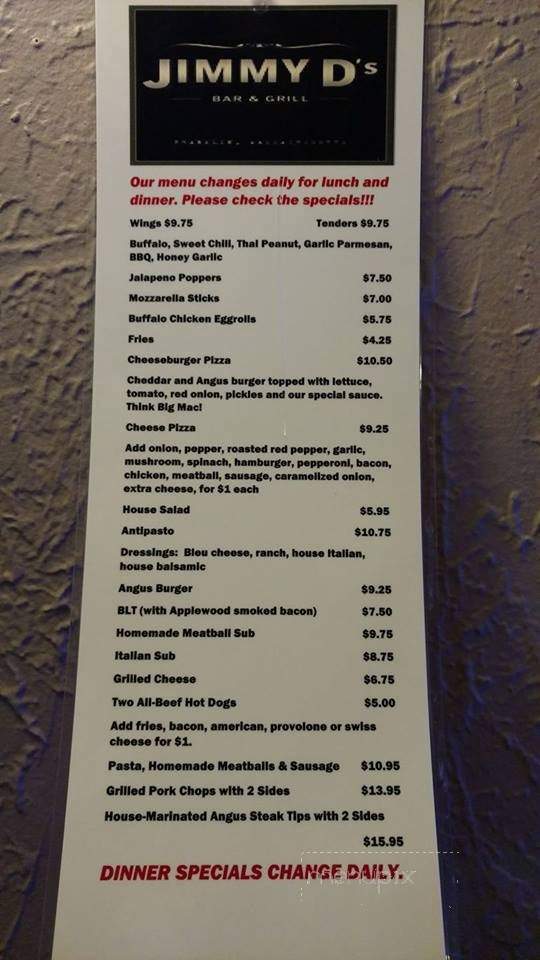 JIMMY D's
BAR & GRILL
Our menu changes daily for lunch and
dinner. Please check the specials!!!
Wings $9.75 Tenders $9.75
Buffalo, Sweet Chili, Thai Peanut, Garlic Parmesan,
BBQ, Honey Garlic
Jalapeno Poppers $7.50
Mozzarella Sticks $7.00
Buffalo Chicken Eggrolls $5.75
Fries $4.25
Cheeseburger Pizza $10.50
Cheddar and Angus burger topped with lettuce,
tomato, red onion, pickles and our special sauce.
Think Big Mac!
Cheese Pizza $9.25
Add onion, pepper, roasted red pepper, garlic,
mushroom, spinach, hamburger, pepperoni, bacon,
chicken, meatball, sausage, caramelized onion,
extra cheese, for $1 each
House Salad $5.95
Antipasto $10.75
Dressings: Bleu cheese, ranch, house Italian,
house balsamic
Angus Burger $9.25
BLT (with Applewood smoked bacon) $7.50
Homemade Meatball Sub $9.75
Italian Sub $8.75
Grilled Cheese $6.75
Two All-Beef Hot Dogs $5.00
Add fries, bacon, american, provolone or swiss
cheese for $1.
Pasta, Homemade Meatballs & Sausage $10.95
Grilled Pork Chops with 2 Sides $13.95
House-Marinated Angus Steak Tips with 2 Sides
$15.95
DINNER SPECIALS CHANGE DAILY.
menupix